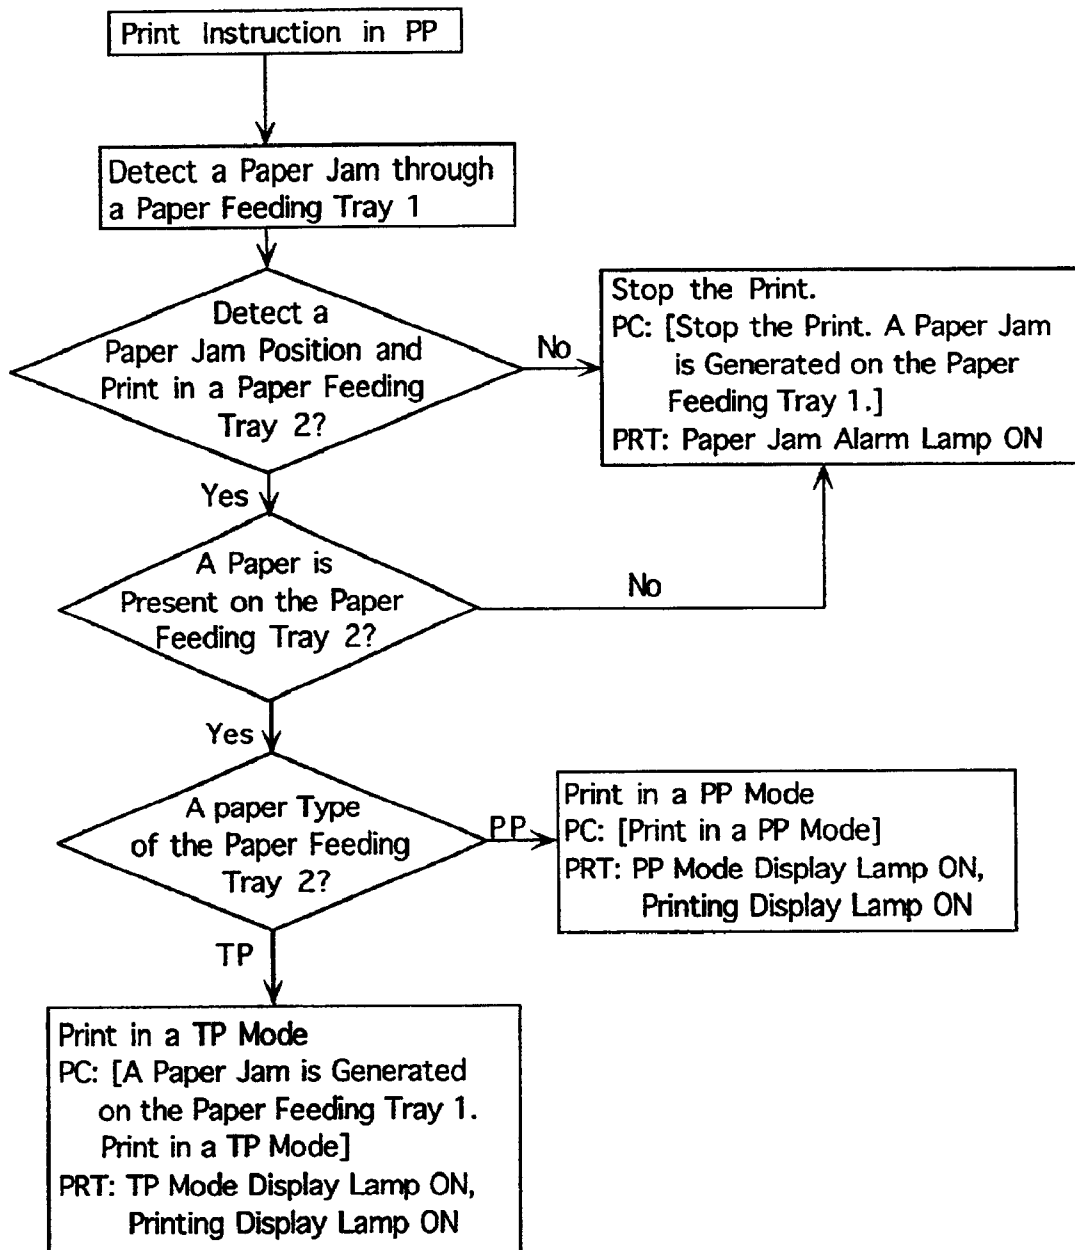 Print Instruction in PP
Detect a Paper Jam through
a Paper Feeding Tray 1
Detect a
Paper Jam Position and
Print in a Paper Feeding
Tray 2?
No
Stop the Print.
PC: [Stop the Print. A Paper Jam
is Generated on the Paper
Feeding Tray 1.]
PRT: Paper Jam Alarm Lamp ON
Yes
A Paper is
Present on the Paper
Feeding Tray 2?
No
Yes
A paper Type
of the Paper Feeding
Tray 2?
PP
Print in a PP Mode
PC: [Print in a PP Mode]
PRT: PP Mode Display Lamp ON,
Printing Display Lamp ON
TP
Print in a TP Mode
PC: [A Paper Jam is Generated
on the Paper Feeding Tray 1.
Print in a TP Mode]
PRT: TP Mode Display Lamp ON,
Printing Display Lamp ON